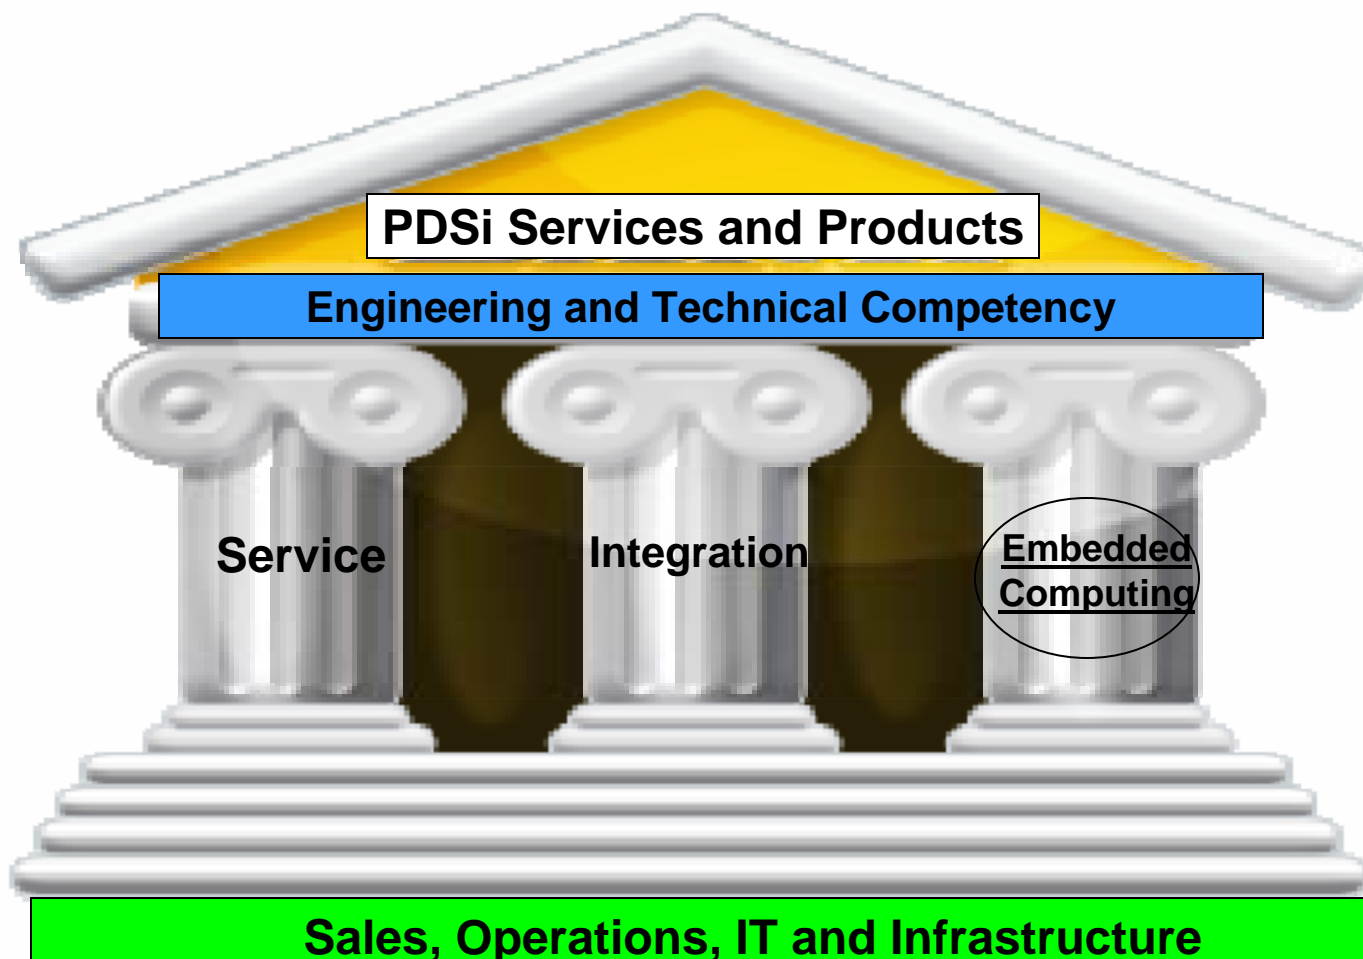 PDSi Services and Products
Engineering and Technical Competency
Service
Integration
Embedded
Computing
Sales, Operations, IT and Infrastructure